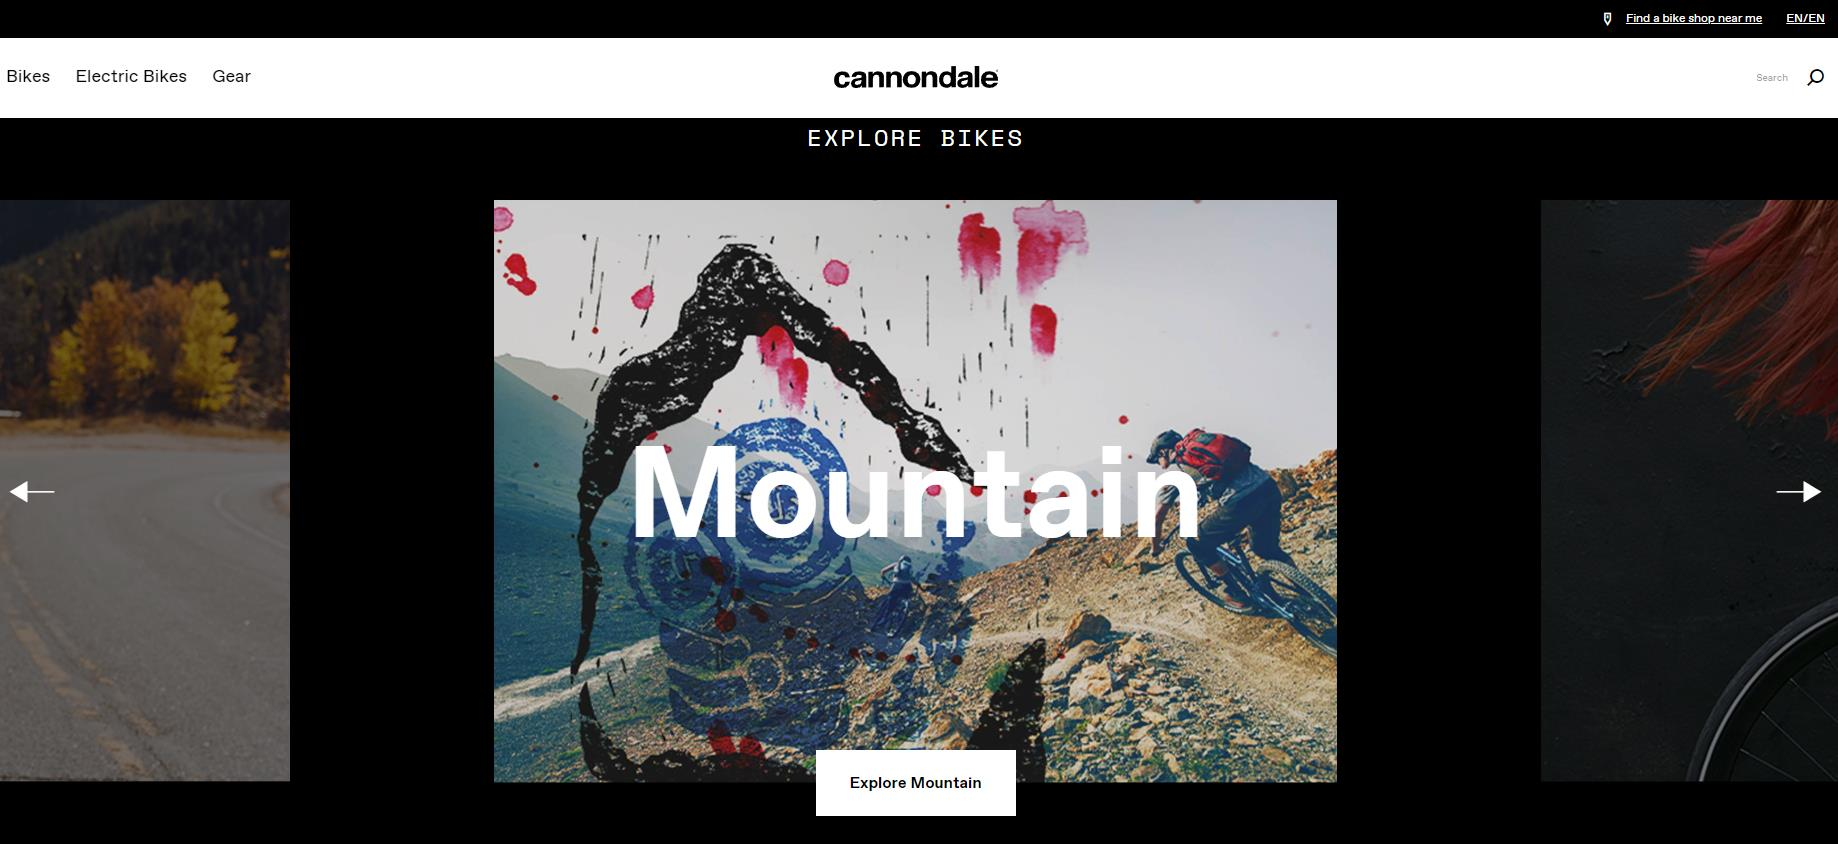 Find a bike shop near me EN/EN
Bikes Electric Bikes Gear cannondale Search
EXPLORE BIKES
Mountain
Explore Mountain